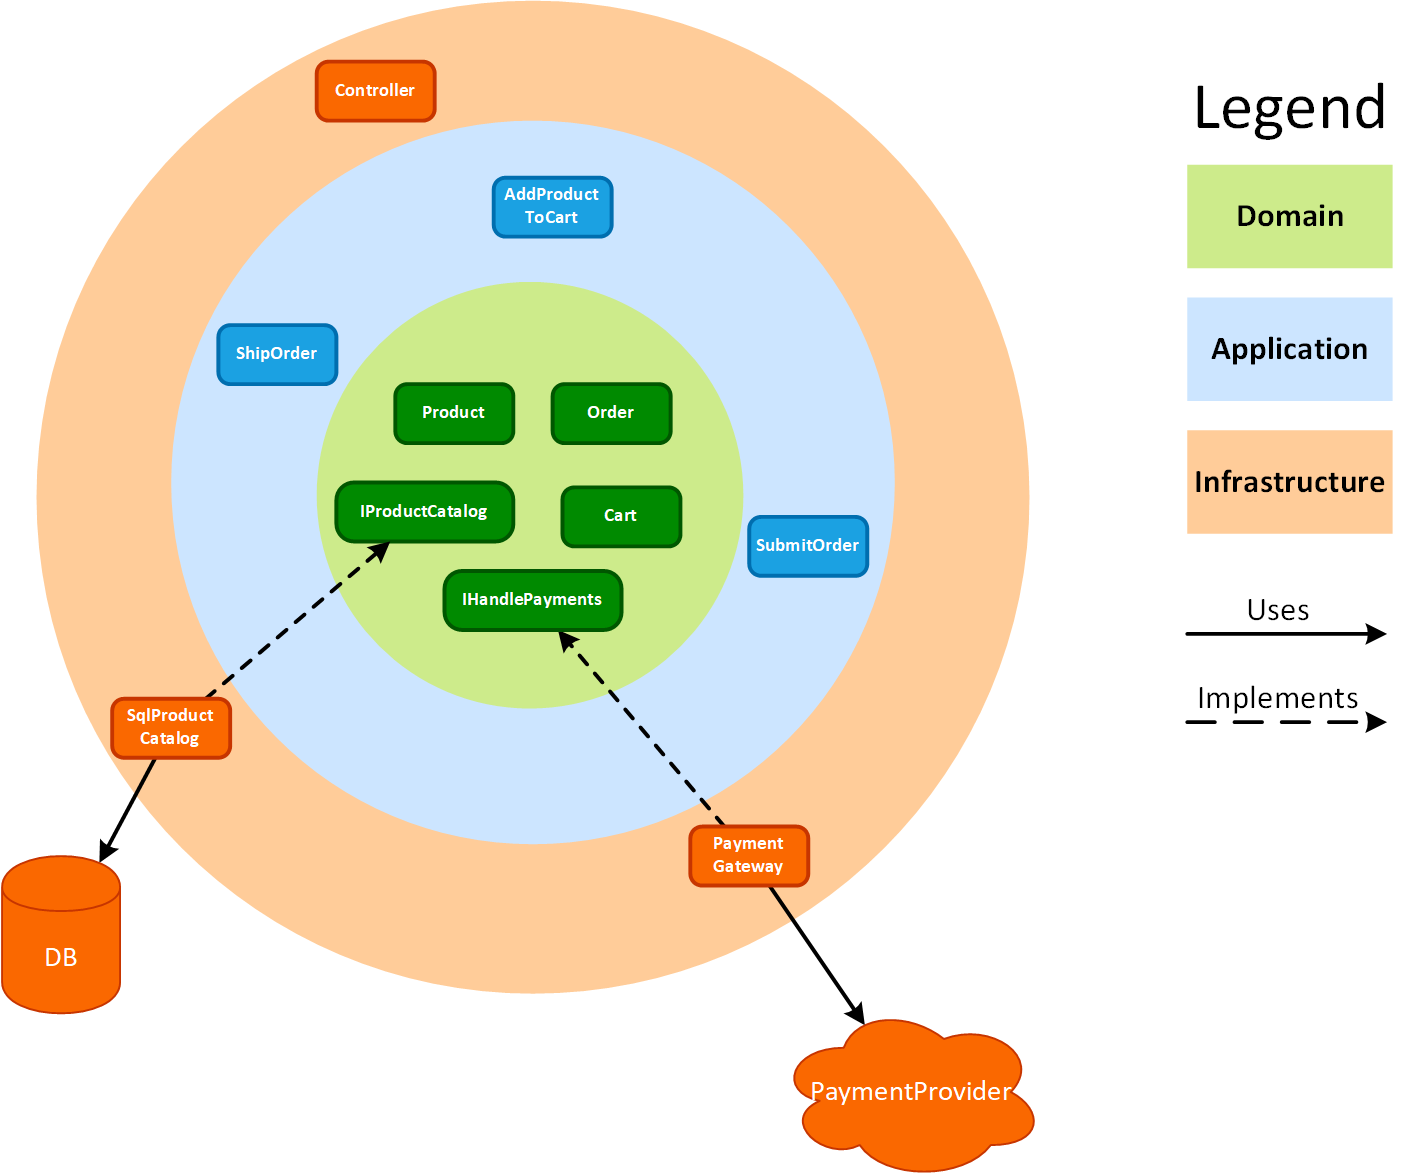 Controller
AddProduct
ToCart
ShipOrder
Product
Order
IProductCatalog
Cart
SubmitOrder
IHandlePayments
SqlProduct
Catalog
Payment
Gateway
DB
PaymentProvider
Legend
Domain
Application
Infrastructure
Uses
Implements